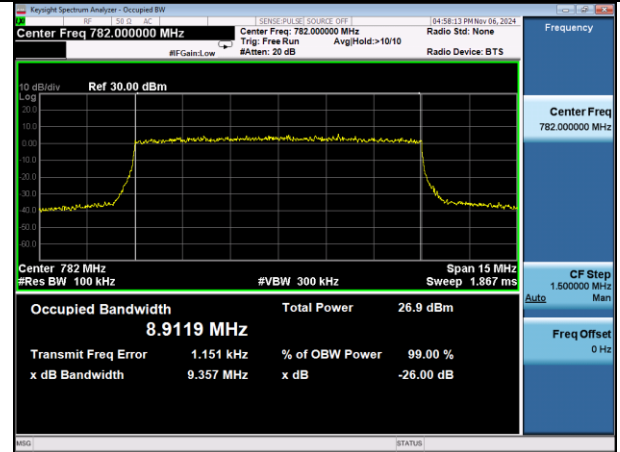 Keysight Spectrum Analyzer - Occupied BW
RF 50 Ω AC SENSE:PULSE SOURCE OFF 04:58:13 PM Nov 06, 2024
Center Freq 782.000000 MHz Center Freq: 782.000000 MHz Radio Std: None Frequency
Trig: Free Run Avg|Hold:>10/10
#IFGain:Low #Atten: 20 dB Radio Device: BTS
10 dB/div Ref 30.00 dBm
Log
20.0
10.0
0.00
-10.0
-20.0
-30.0
-40.0
-50.0
-60.0
Center Freq
782.000000 MHz
Center 782 MHz Span 15 MHz
#Res BW 100 kHz #VBW 300 kHz Sweep 1.867 ms
CF Step
1.500000 MHz
Auto Man
Occupied Bandwidth Total Power 26.9 dBm
8.9119 MHz
Transmit Freq Error 1.151 kHz % of OBW Power 99.00 %
x dB Bandwidth 9.357 MHz x dB -26.00 dB
Freq Offset
0 Hz
MSG STATUS